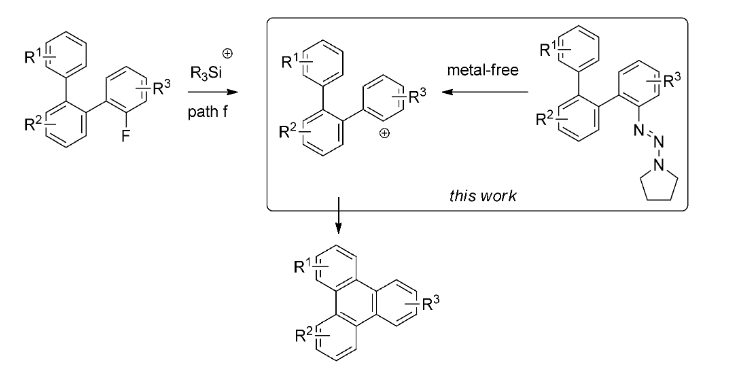 R1
R2
R3
F
R3Si⊕
path f
R1
R2
R3
⊕
metal-free
R1
R2
R3
N
N
N
this work
R1
R2
R3